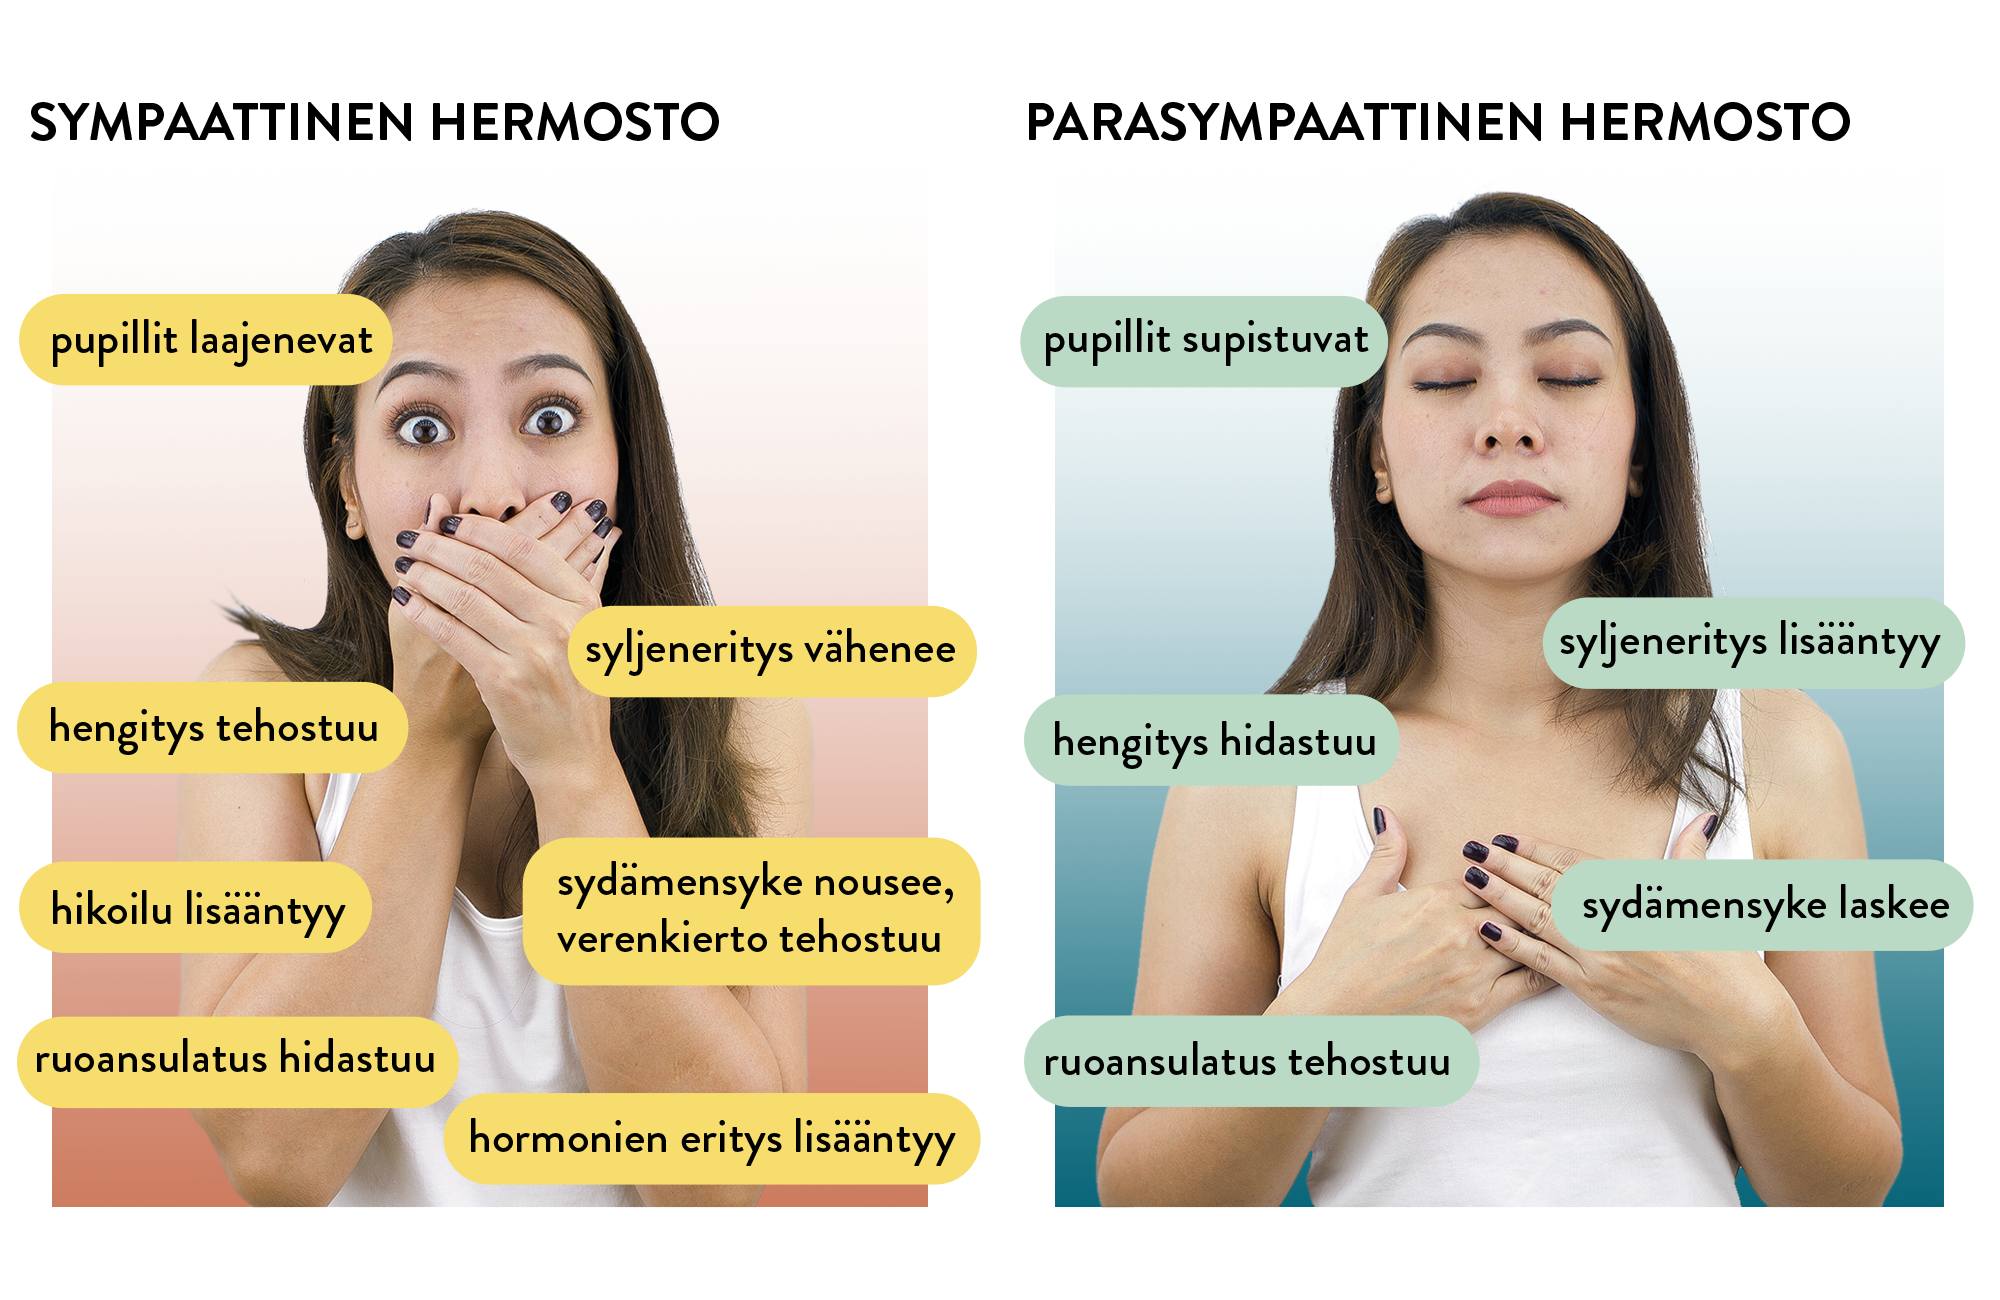 SYMPAATTINEN HERMOSTO
pupillit laajenevat
syljeneritys vähenee
hengitys tehostuu
sydämensyke nousee,
verenkierto tehostuu
hikoilu lisääntyy
ruoansulatus hidastuu
hormonien eritys lisääntyy
PARASYMPAATTINEN HERMOSTO
pupillit supistuvat
syljeneritys lisääntyy
hengitys hidastuu
sydämensyke laskee
ruoansulatus tehostuu